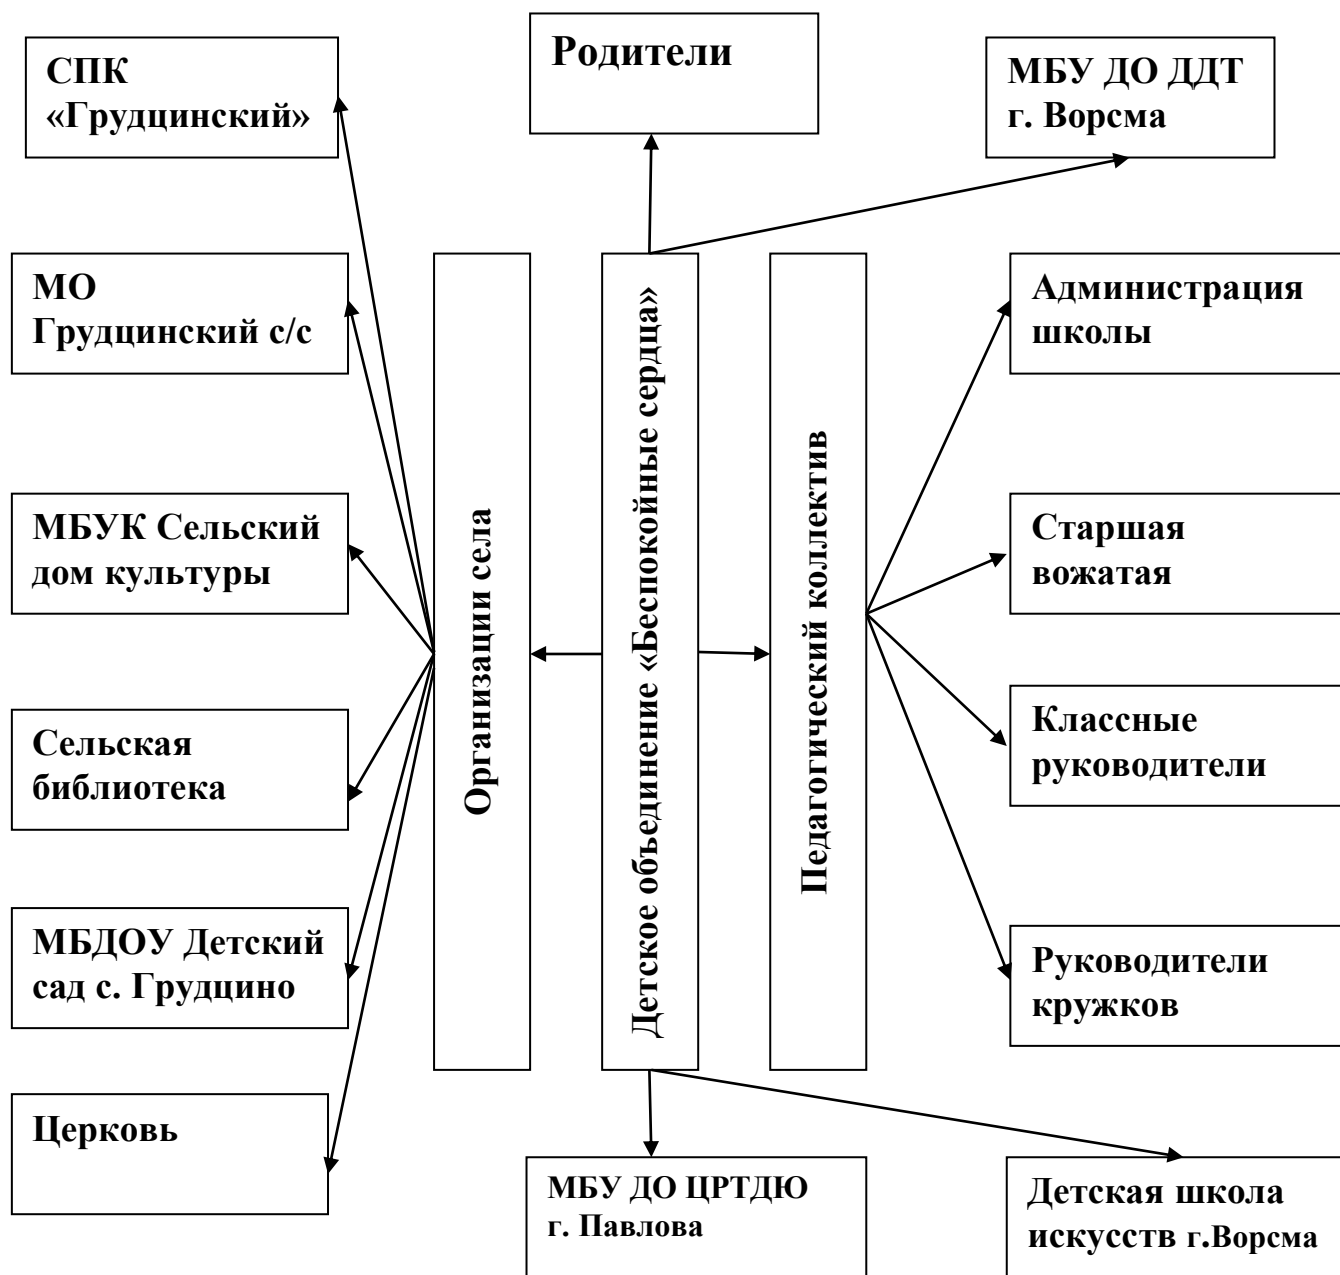 Родители
СПК
«Грудцинский»
МБУ ДО ДДТ
г. Ворсма
МО
Грудцинский с/с
Администрация
школы
МБУК Сельский
дом культуры
Старшая
вожатая
Организации села
Детское объединение «Беспокойные сердца»
Педагогический коллектив
Сельская
библиотека
Классные
руководители
МБДОУ Детский
сад с. Грудцино
Руководители
кружков
Церковь
МБУ ДО ЦРТДЮ
г. Павлова
Детская школа
искусств г.Ворсма